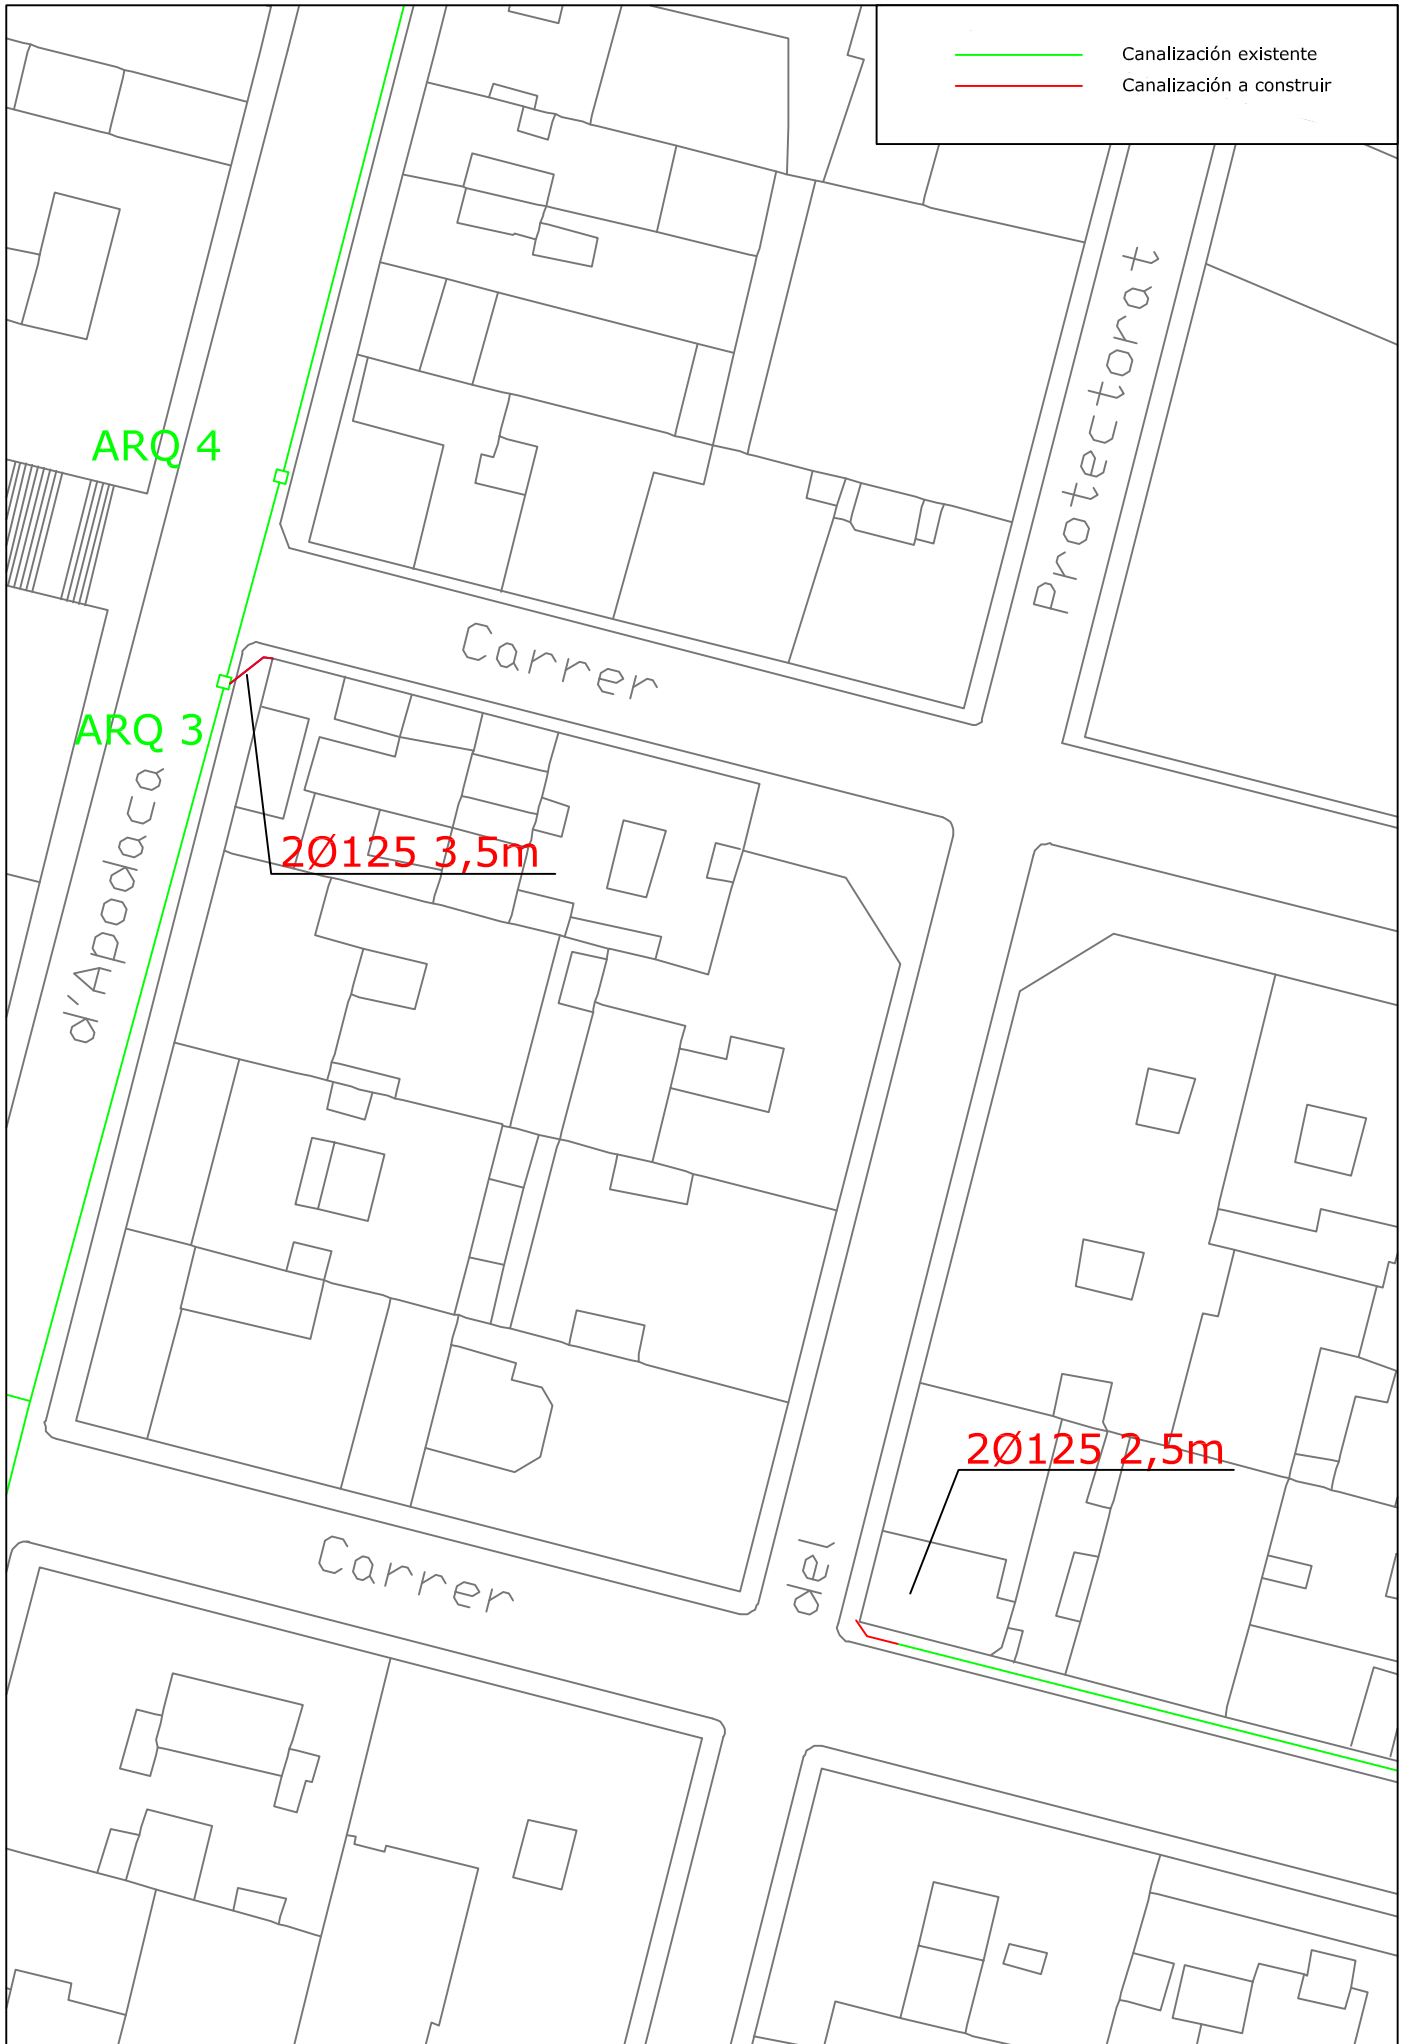 Canalización existente
Canalización a construir
Protectorat
ARQ 4
Carrer
ARQ 3
d'Apodaca
2Ø125 3,5m
2Ø125 2,5m
Carrer
del